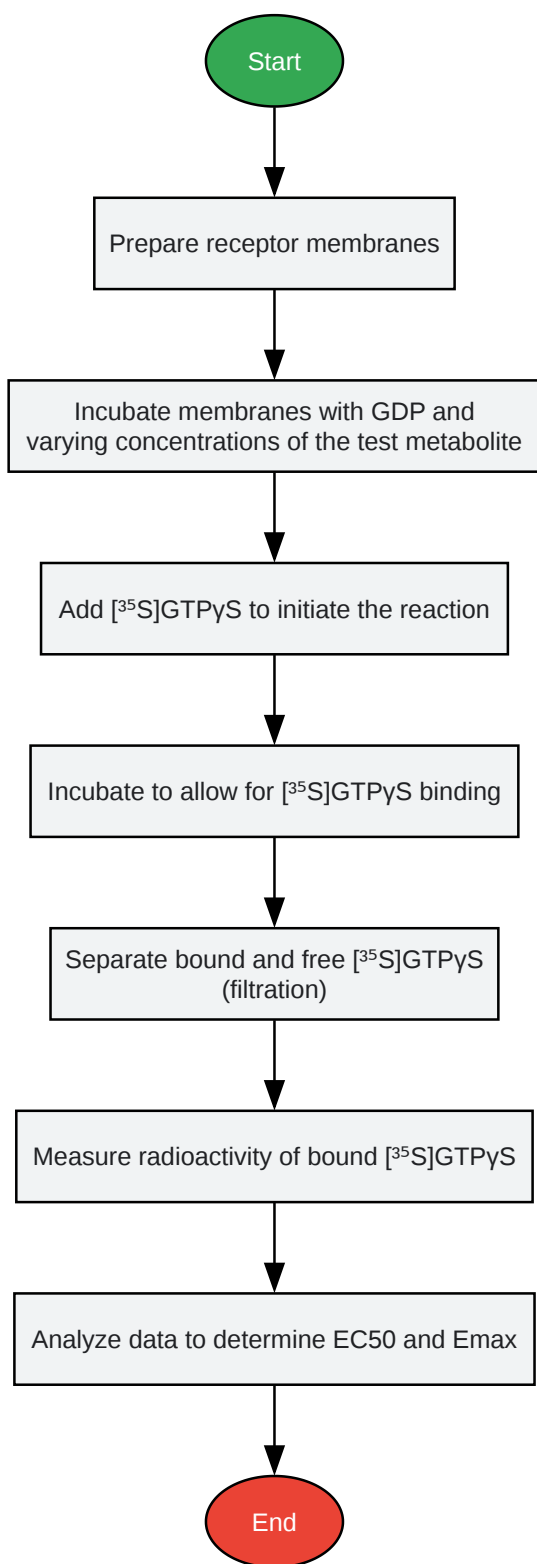 Start
Prepare receptor membranes
Incubate membranes with GDP and
varying concentrations of the test metabolite
Add [³⁵S]GTPγS to initiate the reaction
Incubate to allow for [³⁵S]GTPγS binding
Separate bound and free [³⁵S]GTPγS
(filtration)
Measure radioactivity of bound [³⁵S]GTPγS
Analyze data to determine EC50 and Emax
End